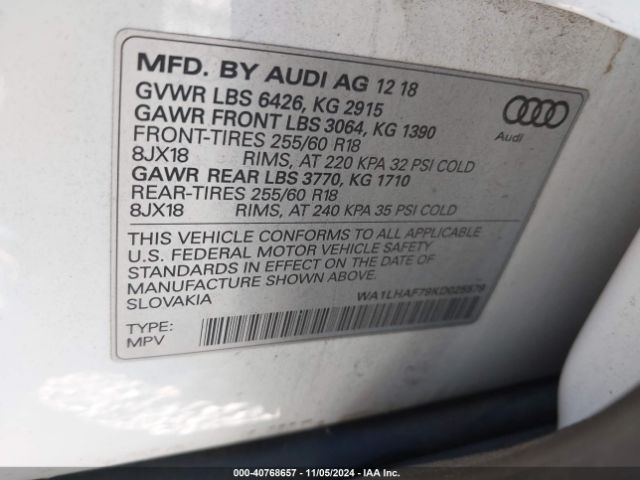 MFD. BY AUDI AG 12 18
GVWR LBS 6426, KG 2915
GAWR FRONT LBS 3064, KG 1390
FRONT-TIRES 255/60 R18
8JX18 RIMS, AT 220 KPA 32 PSI COLD
GAWR REAR LBS 3770, KG 1710
REAR-TIRES 255/60 R18
8JX18 RIMS, AT 240 KPA 35 PSI COLD
Audi
THIS VEHICLE CONFORMS TO ALL APPLICABLE
U.S. FEDERAL MOTOR VEHICLE SAFETY
STANDARDS IN EFFECT ON THE DATE OF
MANUFACTURE SHOWN ABOVE.
SLOVAKIA WA1LHAF79KD025579
TYPE:
MPV
000-40768657 - 11/05/2024 - IAA Inc.